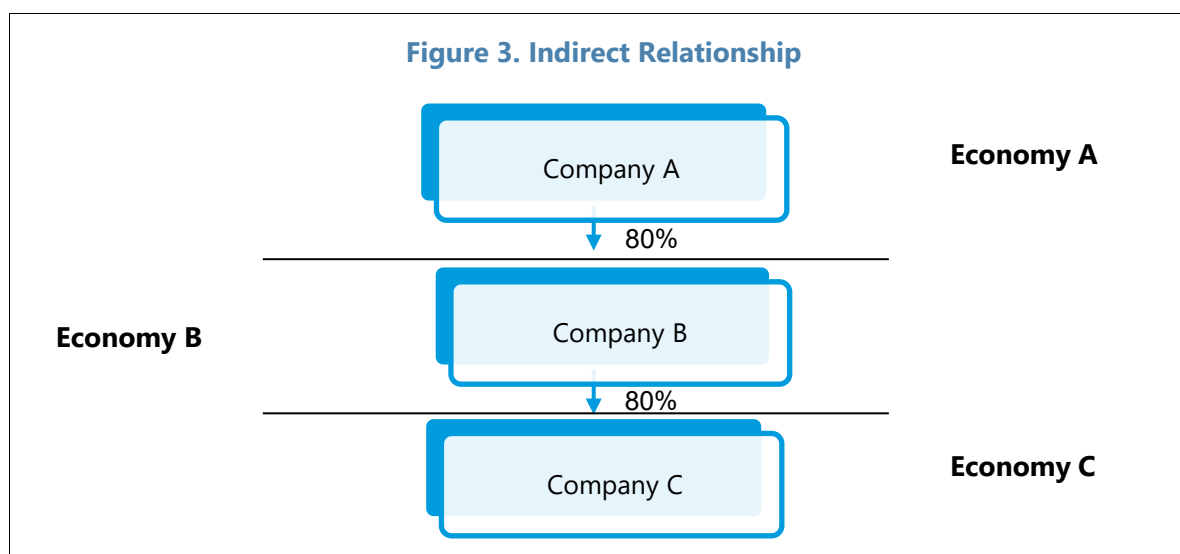 Figure 3. Indirect Relationship
Company A
Economy A
80%
Company B
Economy B
80%
Company C
Economy C